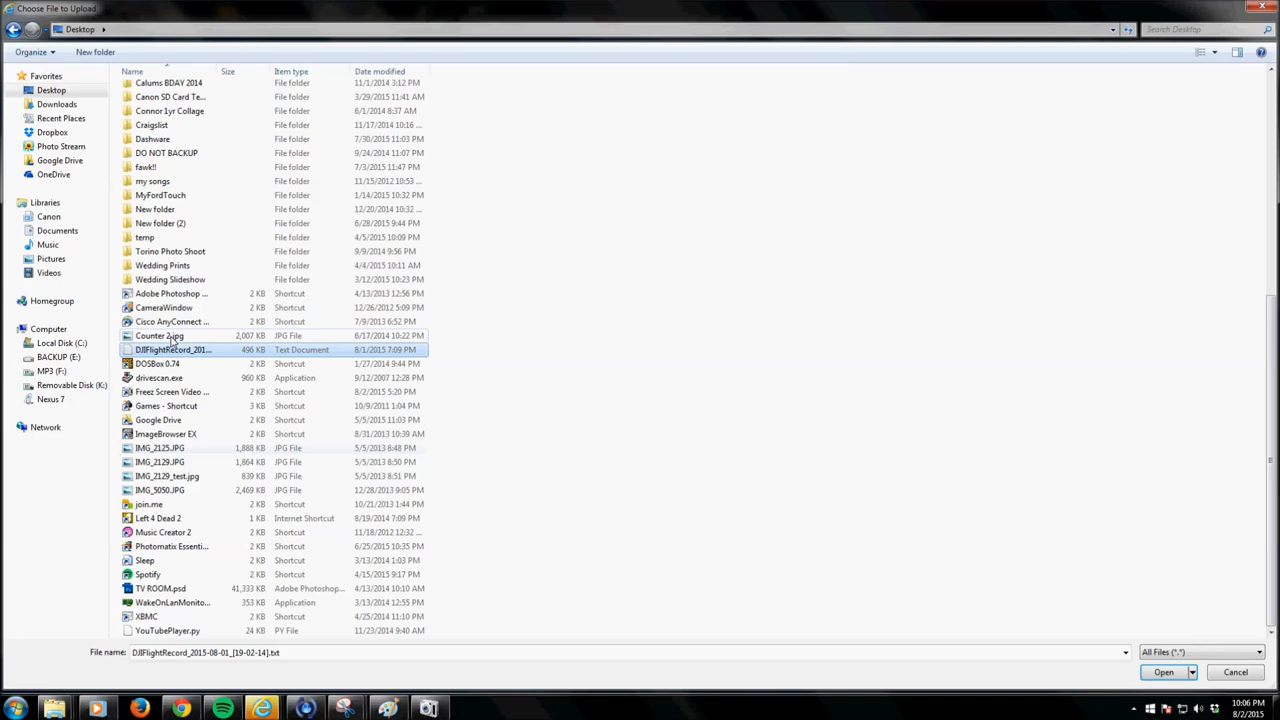 Choose File to Upload
Desktop
Search Desktop
Organize
New folder
Name Size Item type Date modified
Favorites
Desktop
Downloads
Recent Places
Dropbox
Photo Stream
Google Drive
OneDrive
Libraries
Canon
Documents
Music
Pictures
Videos
Homegroup
Computer
Local Disk (C:)
BACKUP (E:)
MP3 (F:)
Removable Disk (K:)
Nexus 7
Network
Calums BDAY 2014 File folder 11/1/2014 3:12 PM
Canon SD Card Te... File folder 3/29/2015 11:41 AM
Connor 1yr Collage File folder 6/1/2014 8:37 AM
Craigslist File folder 11/17/2014 10:16 ...
Dashware File folder 7/30/2015 11:03 PM
DO NOT BACKUP File folder 9/24/2014 11:07 PM
fawk!! File folder 7/3/2015 11:47 PM
my songs File folder 11/15/2012 10:53 ...
MyFordTouch File folder 1/14/2015 10:32 PM
New folder File folder 12/20/2014 10:32 ...
New folder (2) File folder 6/28/2015 9:44 PM
temp File folder 4/5/2015 10:09 PM
Torino Photo Shoot File folder 9/9/2014 9:56 PM
Wedding Prints File folder 4/4/2015 10:11 AM
Wedding Slideshow File folder 3/12/2015 10:23 PM
Adobe Photoshop ... 2 KB Shortcut 4/13/2013 12:56 PM
CameraWindow 2 KB Shortcut 12/26/2012 5:09 PM
Cisco AnyConnect ... 2 KB Shortcut 7/9/2013 6:52 PM
Counter 2.jpg 2,007 KB JPG File 6/17/2014 10:22 PM
DJIFlightRecord_201... 496 KB Text Document 8/1/2015 7:09 PM
DOSBox 0.74 2 KB Shortcut 1/27/2014 9:44 PM
drivescan.exe 960 KB Application 9/12/2007 12:28 PM
Freez Screen Video ... 2 KB Shortcut 8/2/2015 5:20 PM
Games - Shortcut 3 KB Shortcut 10/9/2011 1:04 PM
Google Drive 2 KB Shortcut 5/5/2015 11:03 PM
ImageBrowser EX 2 KB Shortcut 8/31/2013 10:39 AM
IMG_2125.JPG 1,888 KB JPG File 5/5/2013 8:48 PM
IMG_2129.JPG 1,864 KB JPG File 5/5/2013 8:50 PM
IMG_2129_test.jpg 839 KB JPG File 5/5/2013 8:51 PM
IMG_5050.JPG 2,469 KB JPG File 12/28/2013 9:05 PM
join.me 2 KB Shortcut 10/21/2013 1:44 PM
Left 4 Dead 2 1 KB Internet Shortcut 8/19/2014 7:09 PM
Music Creator 2 2 KB Shortcut 11/18/2012 12:32 ...
Photomatix Essenti... 2 KB Shortcut 6/25/2015 10:35 PM
Sleep 2 KB Shortcut 3/13/2014 1:03 PM
Spotify 2 KB Shortcut 4/15/2015 9:17 PM
TV ROOM.psd 41,333 KB Adobe Photoshop... 4/13/2014 10:10 AM
WakeOnLanMonito... 353 KB Application 3/13/2014 12:55 PM
XBMC 2 KB Shortcut 4/25/2014 11:10 PM
YouTubePlayer.py 24 KB PY File 11/23/2014 9:40 AM
File name: DJIFlightRecord_2015-08-01_[19-02-14].txt All Files (*.*)
Open Cancel
10:06 PM
8/2/2015